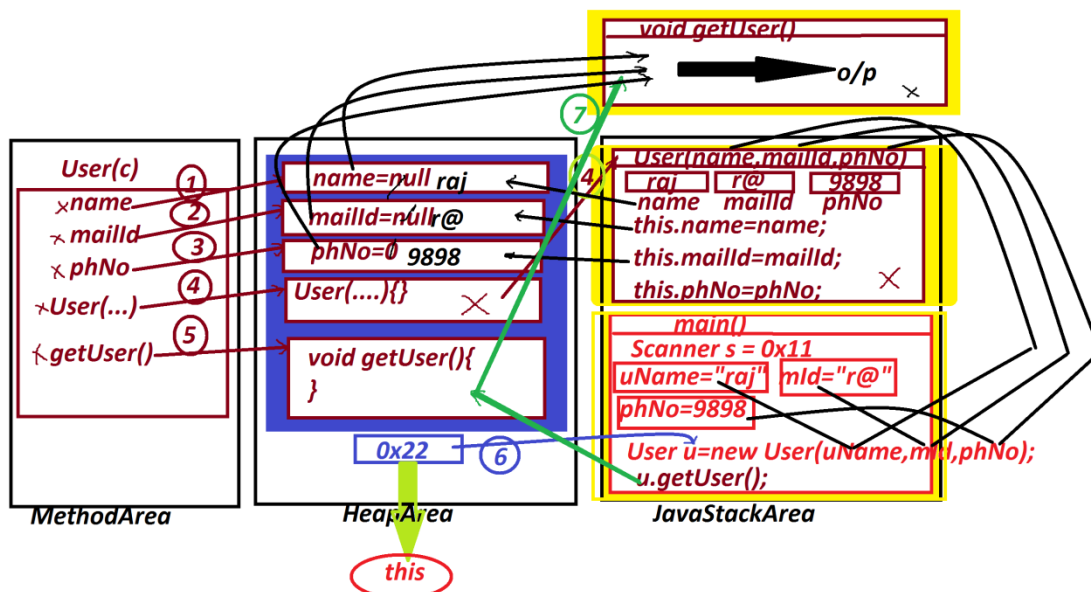 void getUser()
o/p
7
User(c)
name
mailId
phNo
User(...)
getUser()
1
2
3
4
5
MethodArea
name=null raj
mailId=null r@
phNo=0 9898
User(....){}
void getUser(){
}
0x22
6
HeapArea
this
4
User(name,mailId,phNo)
raj r@ 9898
name mailId phNo
this.name=name;
this.mailId=mailId;
this.phNo=phNo;
main()
Scanner s = 0x11
uName="raj" mId="r@"
phNo=9898
User u=new User(uName,mId,phNo);
u.getUser();
JavaStackArea